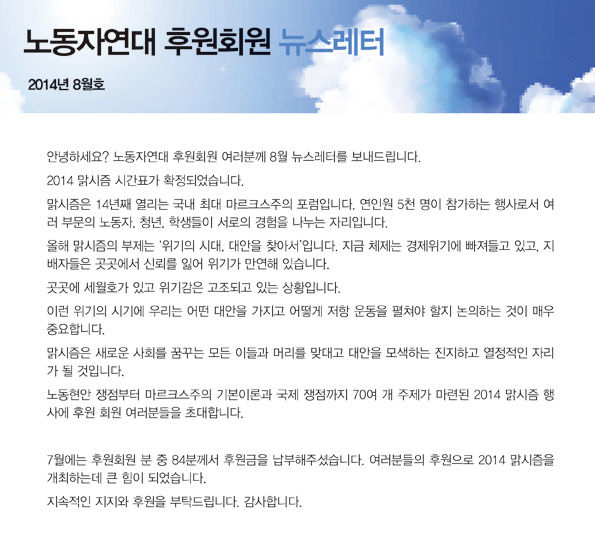 노동자연대 후원회원 뉴스레터
2014년 8월호
안녕하세요? 노동자연대 후원회원 여러분께 8월 뉴스레터를 보내드립니다.
2014 맑시즘 시간표가 확정되었습니다.
맑시즘은 14년째 열리는 국내 최대 마르크스주의 포럼입니다. 연인원 5천 명이 참가하는 행사로서 여
러 부문의 노동자, 청년, 학생들이 서로의 경험을 나누는 자리입니다.
올해 맑시즘의 부제는 '위기의 시대, 대안을 찾아서'입니다. 지금 체제는 경제위기에 빠져들고 있고, 지
배자들은 곳곳에서 신뢰를 잃어 위기가 만연해 있습니다.
곳곳에 세월호가 있고 위기감은 고조되고 있는 상황입니다.
이런 위기의 시기에 우리는 어떤 대안을 가지고 어떻게 저항 운동을 펼쳐야 할지 논의하는 것이 매우
중요합니다.
맑시즘은 새로운 사회를 꿈꾸는 모든 이들과 머리를 맞대고 대안을 모색하는 진지하고 열정적인 자리
가 될 것입니다.
노동현안 쟁점부터 마르크스주의 기본이론과 국제 쟁점까지 70여 개 주제가 마련된 2014 맑시즘 행
사에 후원 회원 여러분들을 초대합니다.
7월에는 후원회원 분 중 84분께서 후원금을 납부해주셨습니다. 여러분들의 후원으로 2014 맑시즘을
개최하는데 큰 힘이 되었습니다.
지속적인 지지와 후원을 부탁드립니다. 감사합니다.